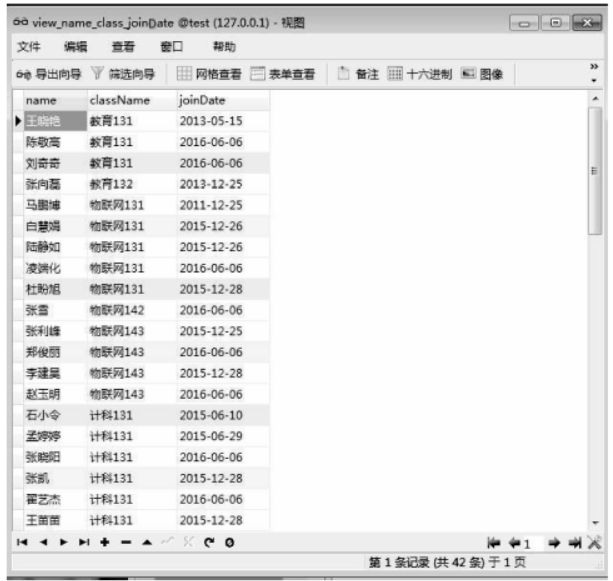 view_name_class_joinDate @test (127.0.0.1) - 视图
文件 编辑 查看 窗口 帮助
导出向导 筛选向导 网格查看 表单查看 备注 十六进制 图像 »
name className joinDate
王晓艳 教育131 2013-05-15
陈敬高 教育131 2016-06-06
刘奇奇 教育131 2016-06-06
张向磊 教育132 2013-12-25
马鹏坤 物联网131 2011-12-25
白慧娟 物联网131 2015-12-26
陆静如 物联网131 2015-12-26
凌端化 物联网131 2016-06-06
杜盼旭 物联网131 2015-12-28
张雪 物联网142 2016-06-06
张利峰 物联网143 2015-12-25
郑俊丽 物联网143 2016-06-06
李建昊 物联网143 2015-12-28
赵玉明 物联网143 2016-06-06
石小令 计科131 2015-06-10
孟婷婷 计科131 2015-06-29
张晓阳 计科131 2016-06-06
张凯 计科131 2015-12-28
翟艺杰 计科131 2016-06-06
王苗苗 计科131 2015-12-28
1
第 1 条记录 (共 42 条) 于 1 页